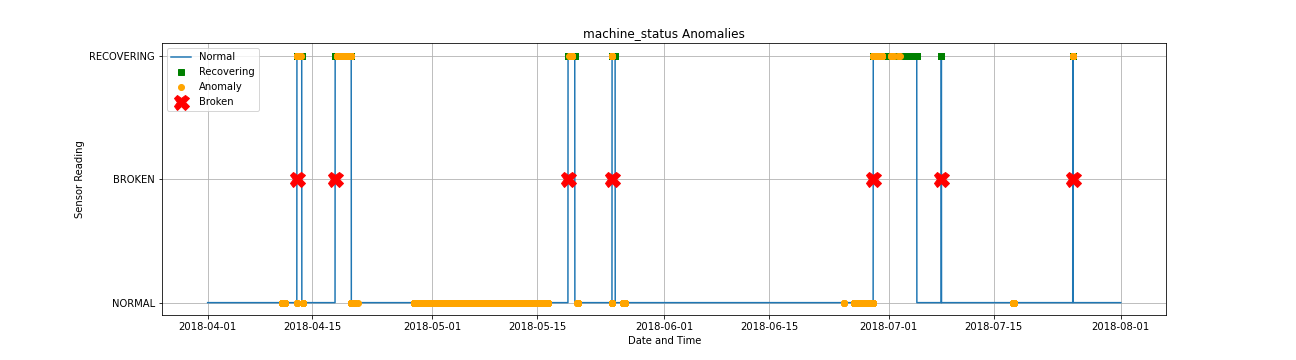 machine_status Anomalies
RECOVERING
BROKEN
NORMAL
Sensor Reading
Normal
Recovering
Anomaly
Broken
2018-04-01 2018-04-15 2018-05-01 2018-05-15 2018-06-01 2018-06-15 2018-07-01 2018-07-15 2018-08-01
Date and Time